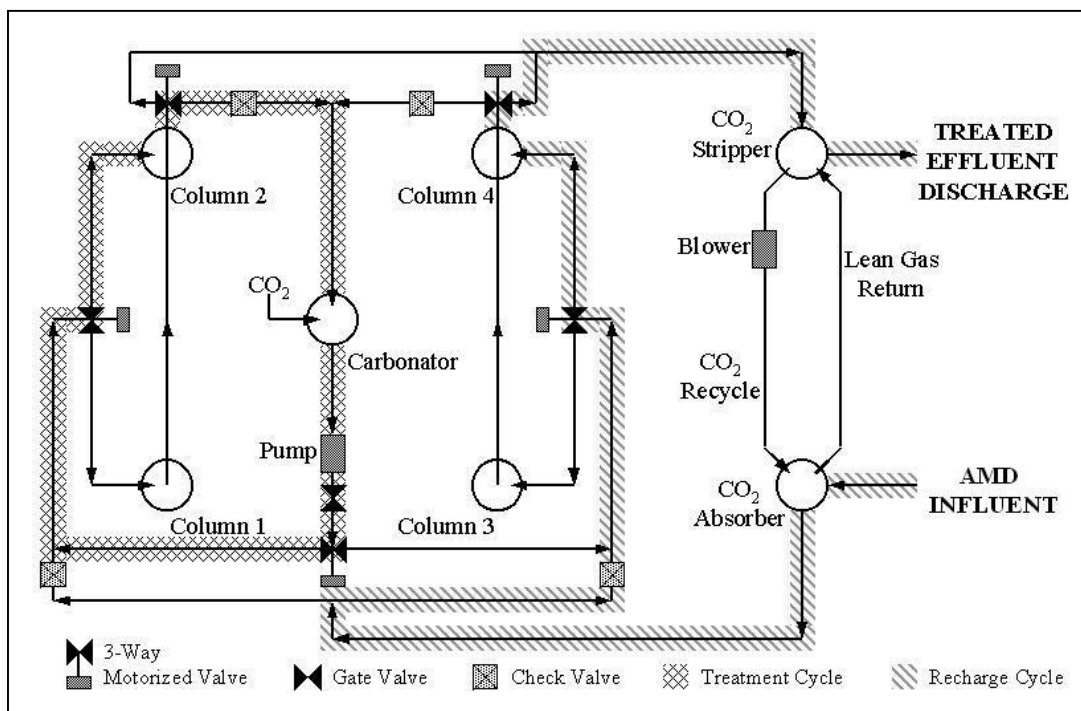 CO2
Stripper
TREATED
EFFLUENT
DISCHARGE
Column 2
Column 4
Blower
Lean Gas
Return
CO2
Carbonator
CO2
Recycle
Pump
CO2
Absorber
AMD
INFLUENT
Column 1
Column 3
3-Way
Motorized Valve
Gate Valve
Check Valve
Treatment Cycle
Recharge Cycle